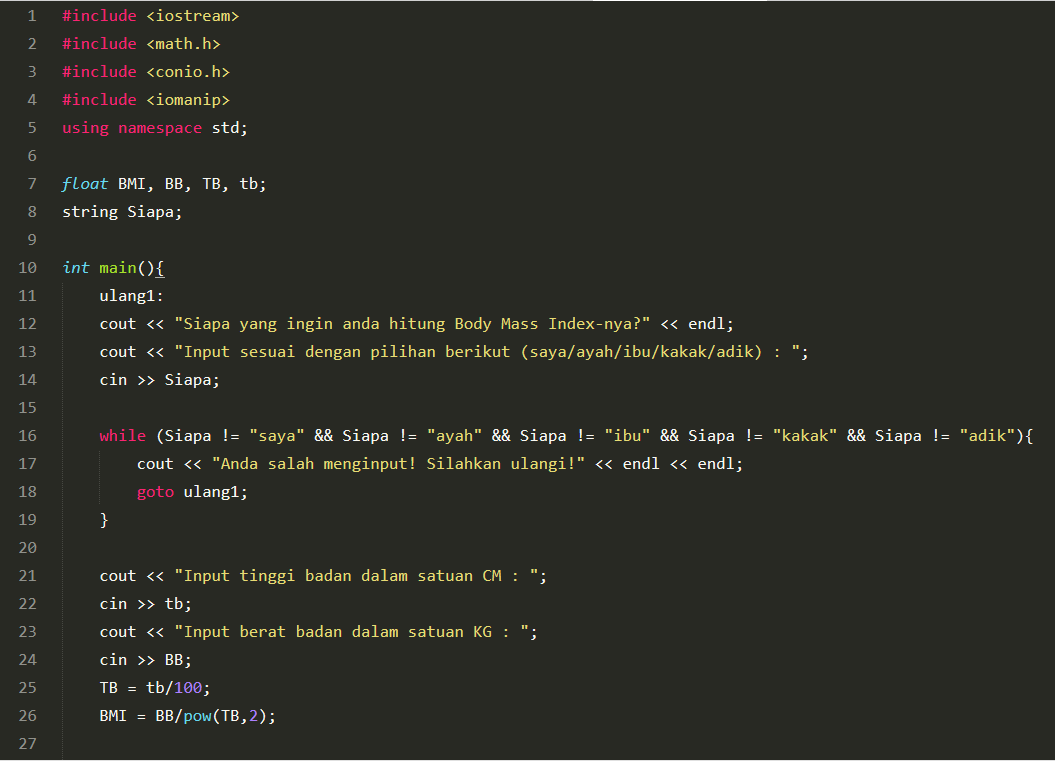 1 #include <iostream>
2 #include <math.h>
3 #include <conio.h>
4 #include <iomanip>
5 using namespace std;
6
7 float BMI, BB, TB, tb;
8 string Siapa;
9
10 int main(){
11     ulang1:
12     cout << "Siapa yang ingin anda hitung Body Mass Index-nya?" << endl;
13     cout << "Input sesuai dengan pilihan berikut (saya/ayah/ibu/kakak/adik) : ";
14     cin >> Siapa;
15
16     while (Siapa != "saya" && Siapa != "ayah" && Siapa != "ibu" && Siapa != "kakak" && Siapa != "adik"){
17         cout << "Anda salah menginput! Silahkan ulangi!" << endl << endl;
18         goto ulang1;
19     }
20
21     cout << "Input tinggi badan dalam satuan CM : ";
22     cin >> tb;
23     cout << "Input berat badan dalam satuan KG : ";
24     cin >> BB;
25     TB = tb/100;
26     BMI = BB/pow(TB,2);
27